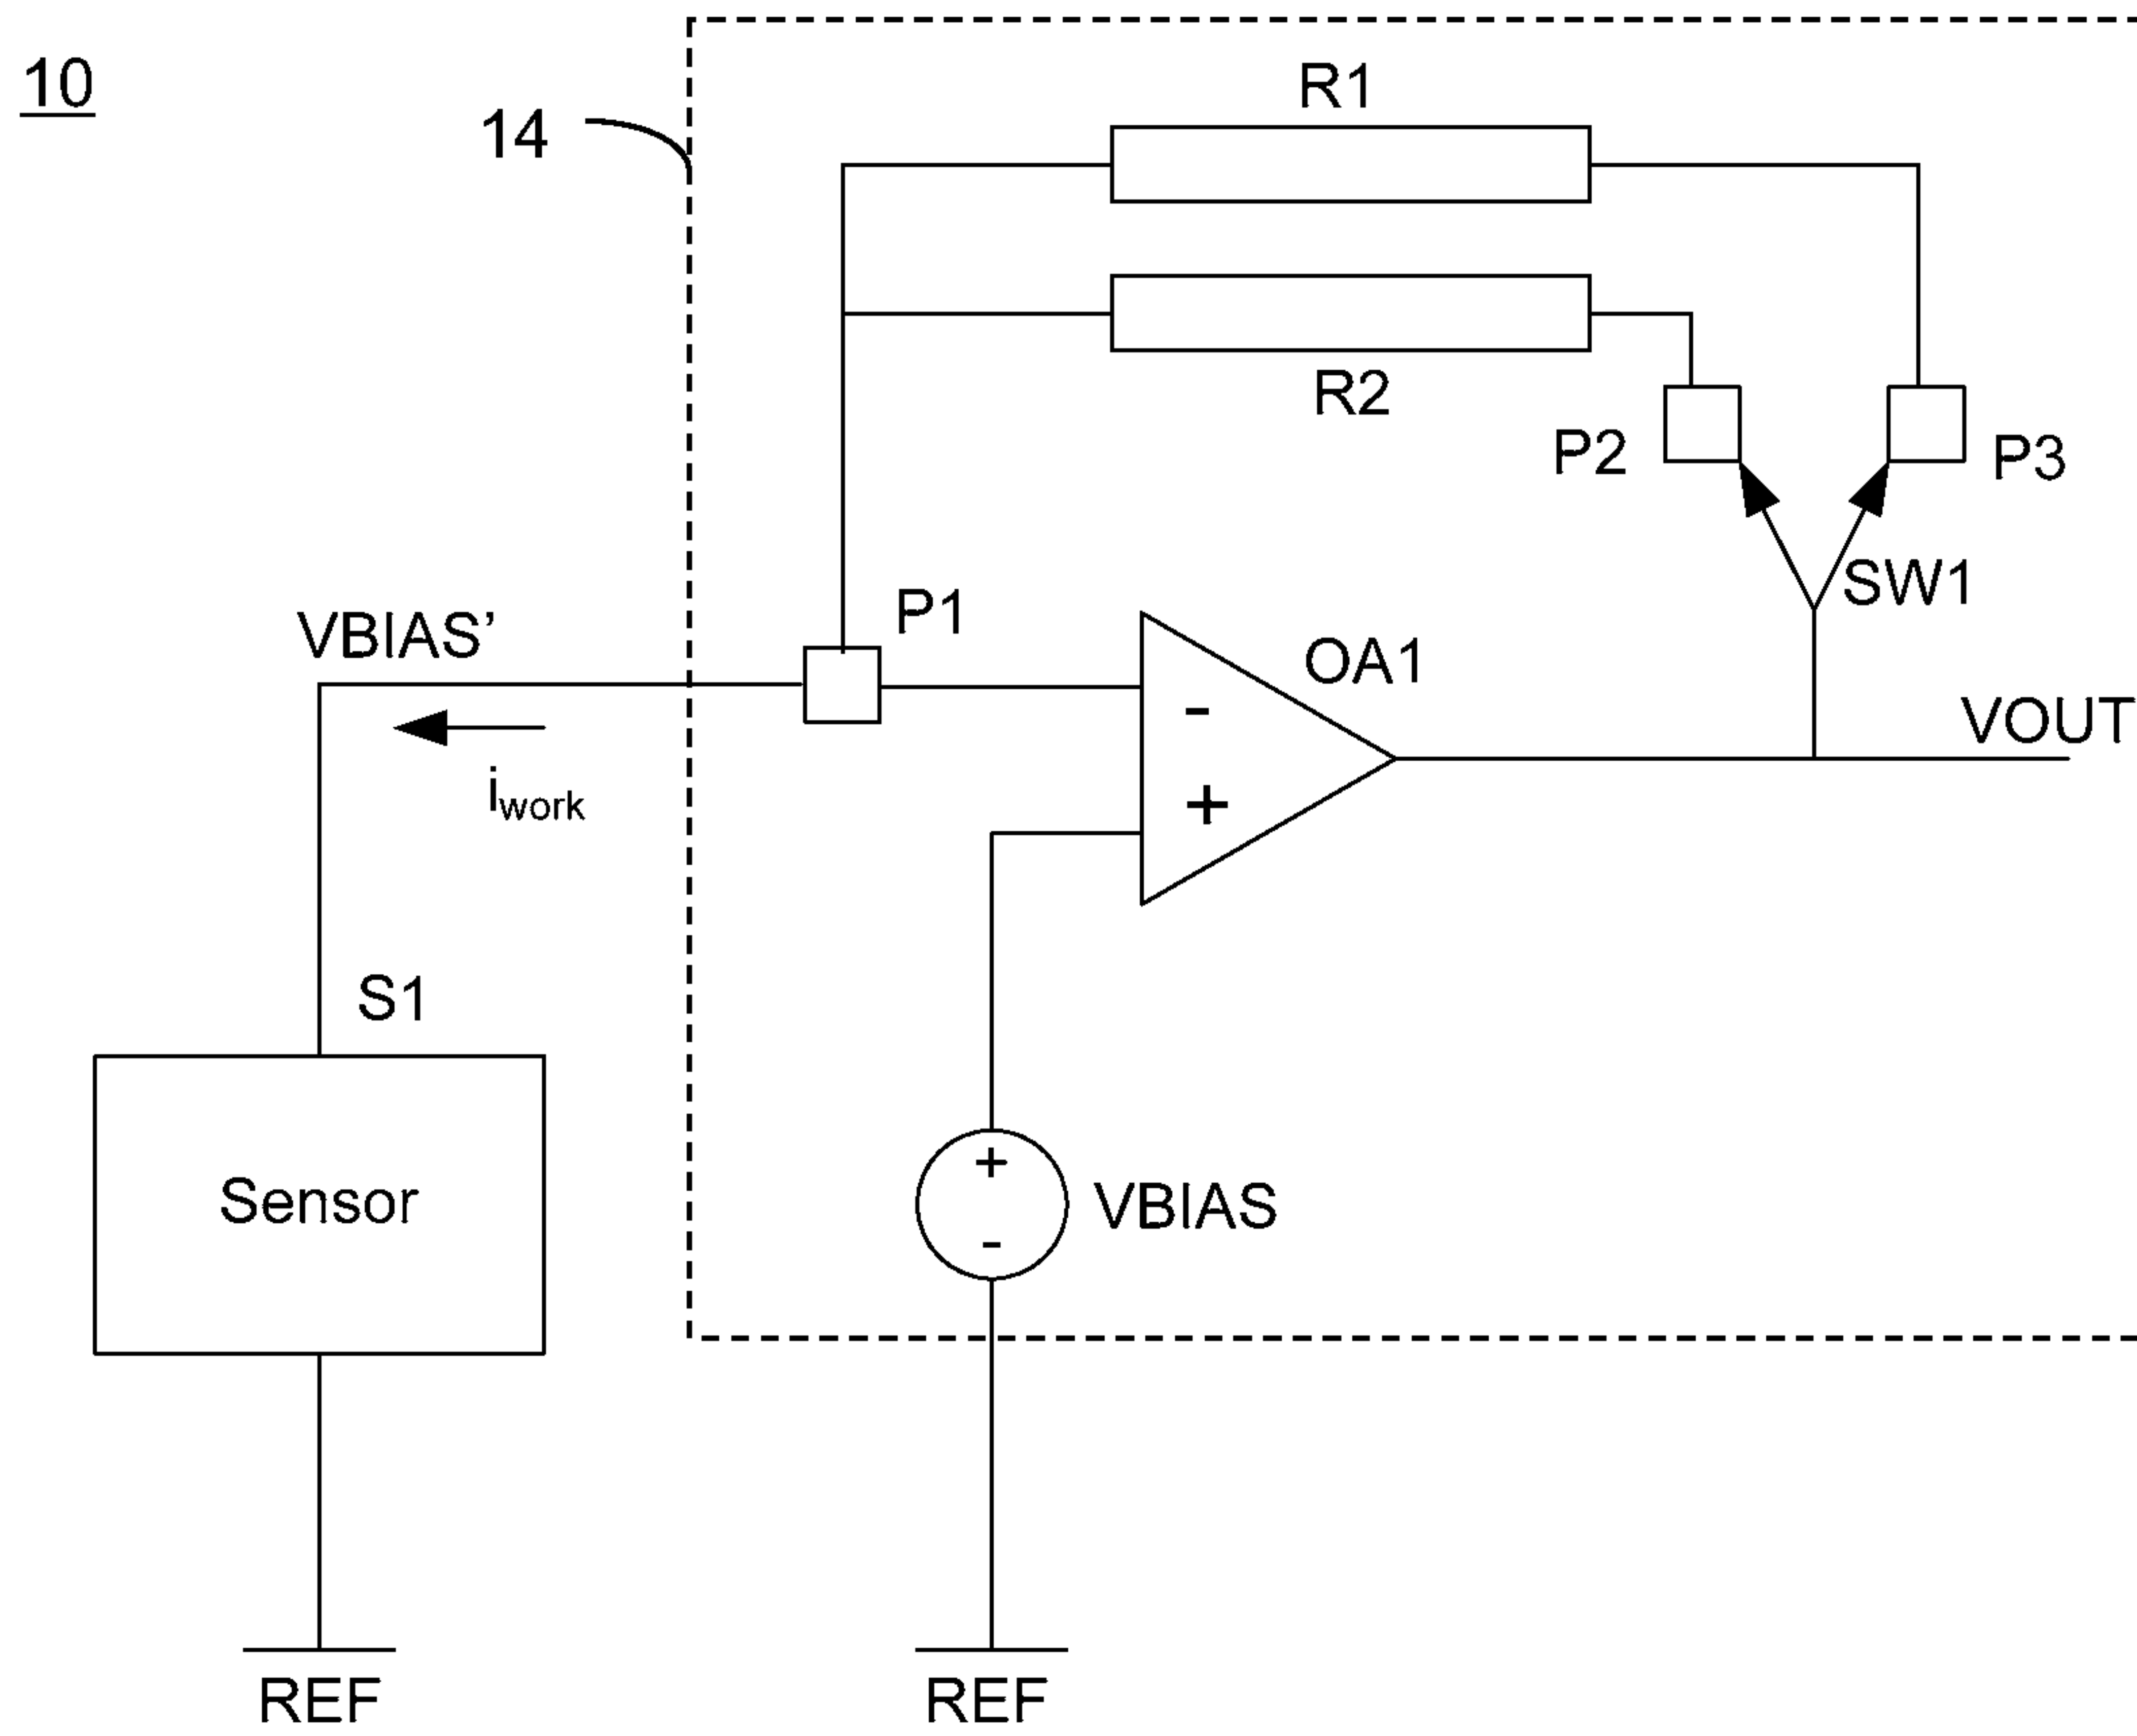 10
14
R1
R2
P2
P3
SW1
P1
VBIAS’
OA1
-
+
VOUT
iwork
S1
Sensor
+
-
VBIAS
REF
REF